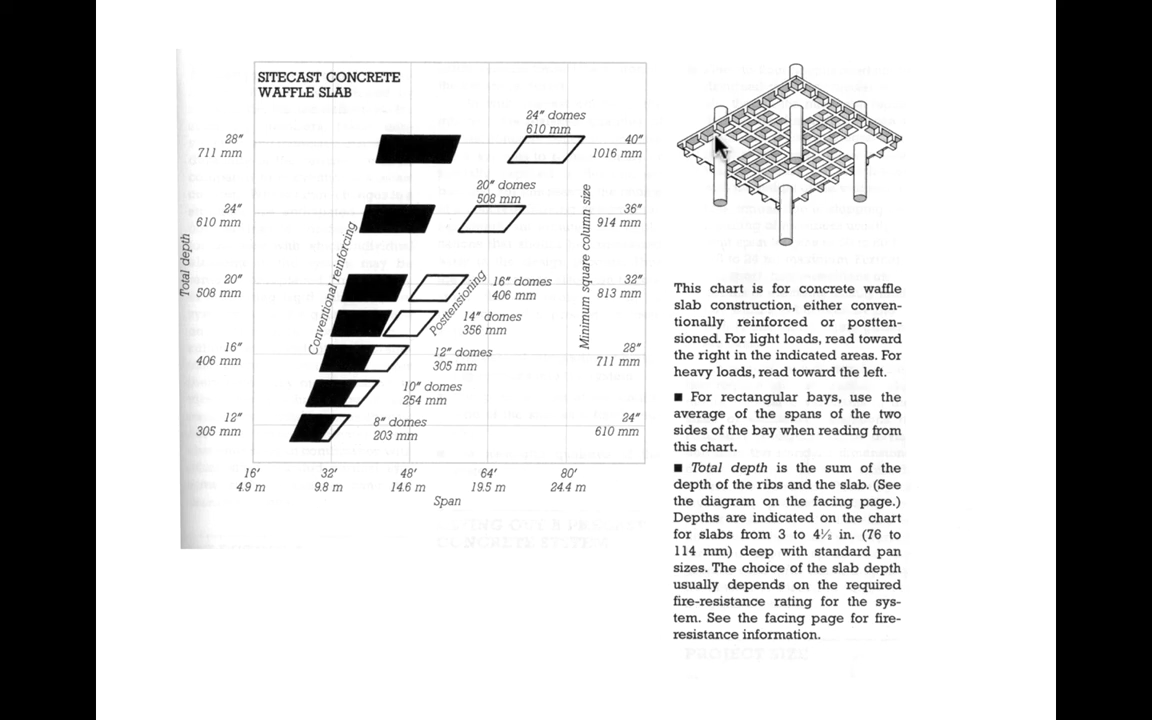 SITECAST CONCRETE
WAFFLE SLAB
24″ domes
610 mm
20″ domes
508 mm
16″ domes
406 mm
14″ domes
356 mm
12″ domes
305 mm
10″ domes
254 mm
8″ domes
203 mm
Conventional reinforcing
Posttensioning
Total depth
28″
711 mm
24″
610 mm
20″
508 mm
16″
406 mm
12″
305 mm
Minimum square column size
40″
1016 mm
36″
914 mm
32″
813 mm
28″
711 mm
24″
610 mm
16′ 32′ 48′ 64′ 80′
4.9 m 9.8 m 14.6 m 19.5 m 24.4 m
Span
This chart is for concrete waffle
slab construction, either conven-
tionally reinforced or postten-
sioned. For light loads, read toward
the right in the indicated areas. For
heavy loads, read toward the left.
■ For rectangular bays, use the
average of the spans of the two
sides of the bay when reading from
this chart.
■ Total depth is the sum of the
depth of the ribs and the slab. (See
the diagram on the facing page.)
Depths are indicated on the chart
for slabs from 3 to 4½ in. (76 to
114 mm) deep with standard pan
sizes. The choice of the slab depth
usually depends on the required
fire-resistance rating for the sys-
tem. See the facing page for fire-
resistance information.
PROJECT SIZE